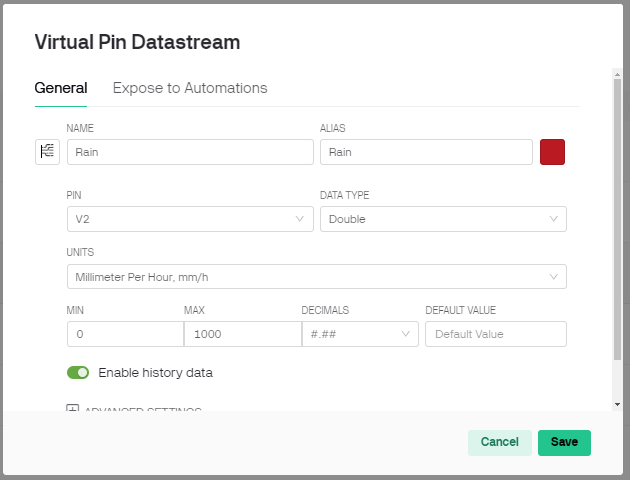 Virtual Pin Datastream
General Expose to Automations
NAME ALIAS
Rain Rain
PIN DATA TYPE
V2 Double
UNITS
Millimeter Per Hour, mm/h
MIN MAX DECIMALS DEFAULT VALUE
0 1000 #.## Default Value
Enable history data
ADVANCED SETTINGS
Cancel Save